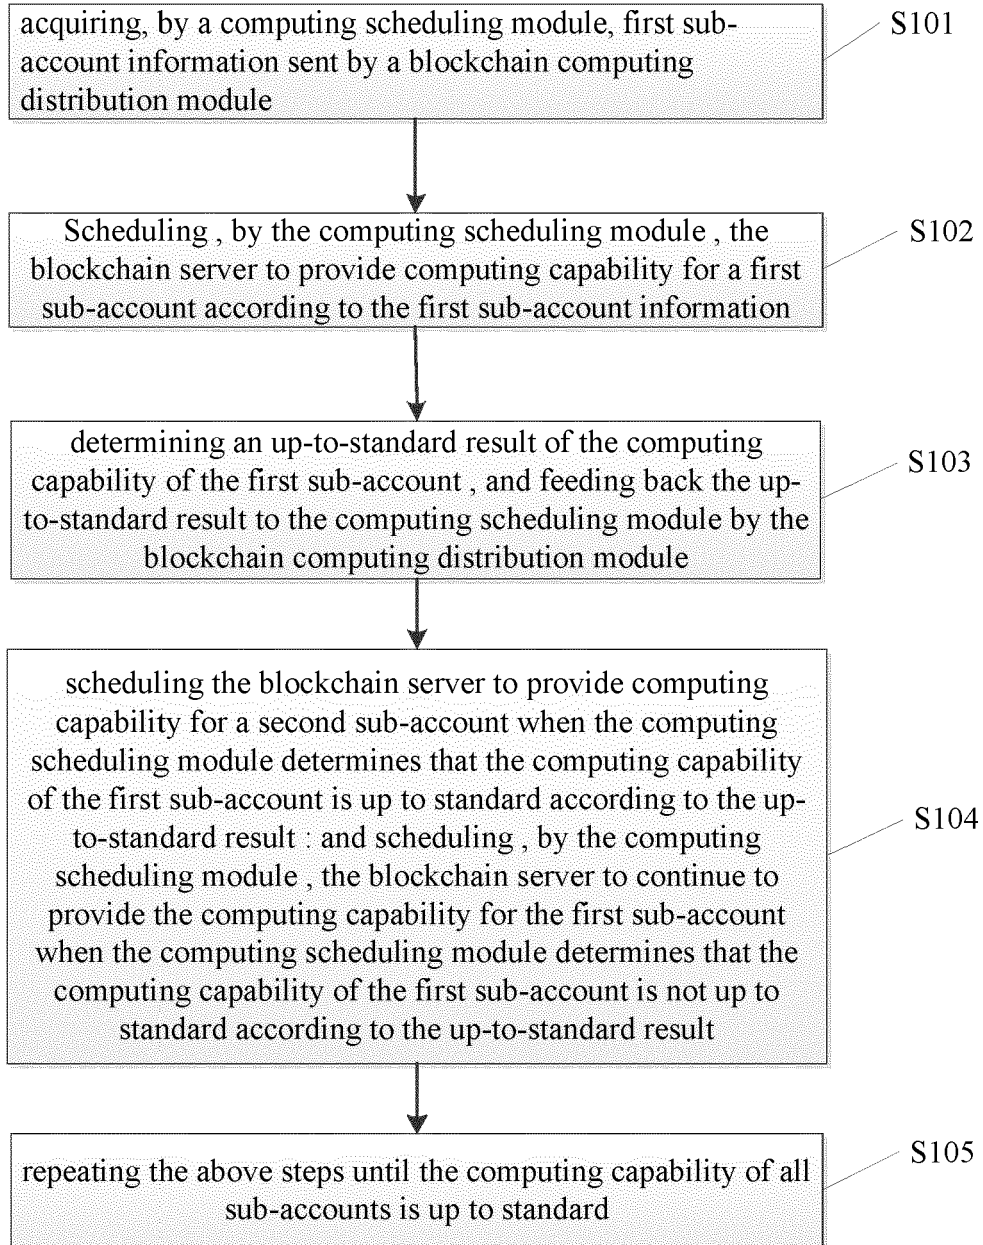 acquiring, by a computing scheduling module, first sub-
account information sent by a blockchain computing
distribution module
S101
Scheduling , by the computing scheduling module , the
blockchain server to provide computing capability for a first
sub-account according to the first sub-account information
S102
determining an up-to-standard result of the computing
capability of the first sub-account , and feeding back the up-
to-standard result to the computing scheduling module by the
blockchain computing distribution module
S103
scheduling the blockchain server to provide computing
capability for a second sub-account when the computing
scheduling module determines that the computing capability
of the first sub-account is up to standard according to the up-
to-standard result : and scheduling , by the computing
scheduling module , the blockchain server to continue to
provide the computing capability for the first sub-account
when the computing scheduling module determines that the
computing capability of the first sub-account is not up to
standard according to the up-to-standard result
S104
repeating the above steps until the computing capability of all
sub-accounts is up to standard
S105